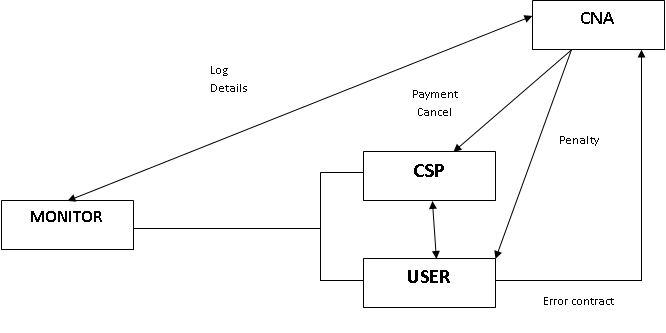 CNA
Log
Details
Payment
Cancel
Penalty
CSP
MONITOR
USER
Error contract